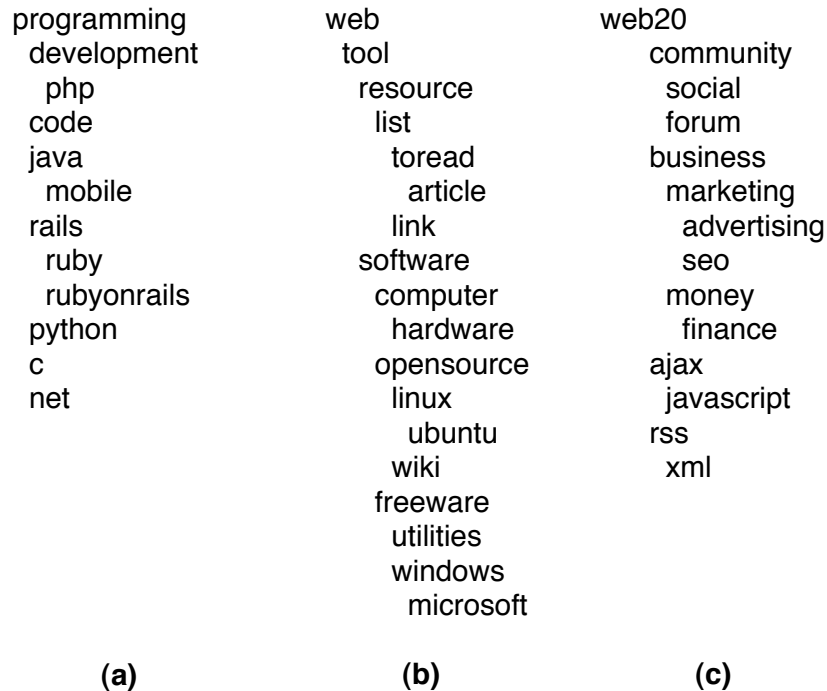 programming
development
php
code
java
mobile
rails
ruby
rubyonrails
python
c
net
(a)
web
tool
resource
list
toread
article
link
software
computer
hardware
opensource
linux
ubuntu
wiki
freeware
utilities
windows
microsoft
(b)
web20
community
social
forum
business
marketing
advertising
seo
money
finance
ajax
javascript
rss
xml
(c)